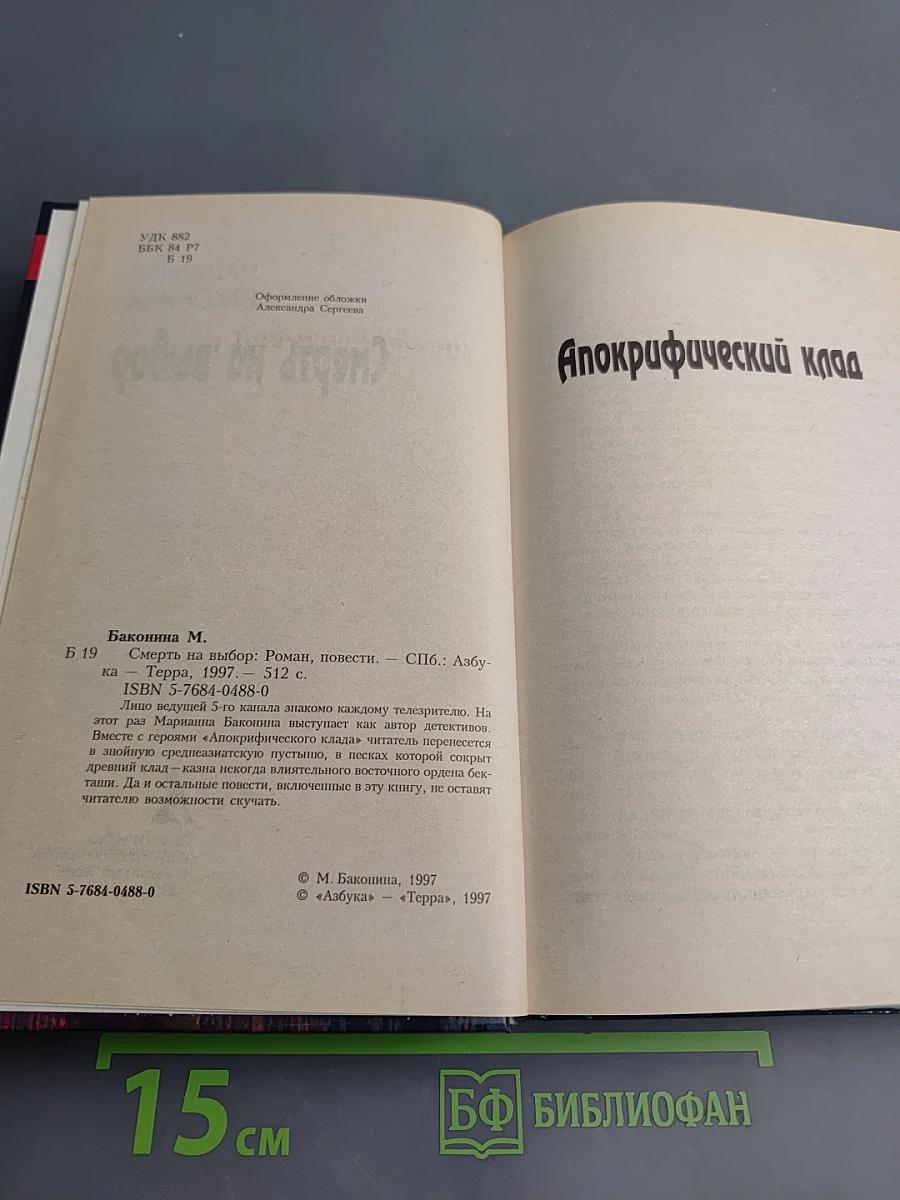 УДК 882
ББК 84 Р7
Б 19
Оформление обложки
Александра Сергеева
Баконина М.
Б 19 Смерть на выбор: Роман, повести. — СПб.: Азбу-
ка — Терра, 1997. — 512 с.
ISBN 5-7684-0488-0
Лицо ведущей 5-го канала знакомо каждому телезрителю. На
этот раз Марианна Баконина выступает как автор детективов.
Вместе с героями «Апокрифического клада» читатель перенесется
в знойную среднеазиатскую пустыню, в песках которой сокрыт
древний клад — казна некогда влиятельного восточного ордена бек-
таши. Да и остальные повести, включенные в эту книгу, не оставят
читателю возможности скучать.
ISBN 5-7684-0488-0
© М. Баконина, 1997
© «Азбука» — «Терра», 1997
Апокрифический клад
15 см
БФ БИБЛИОФАН